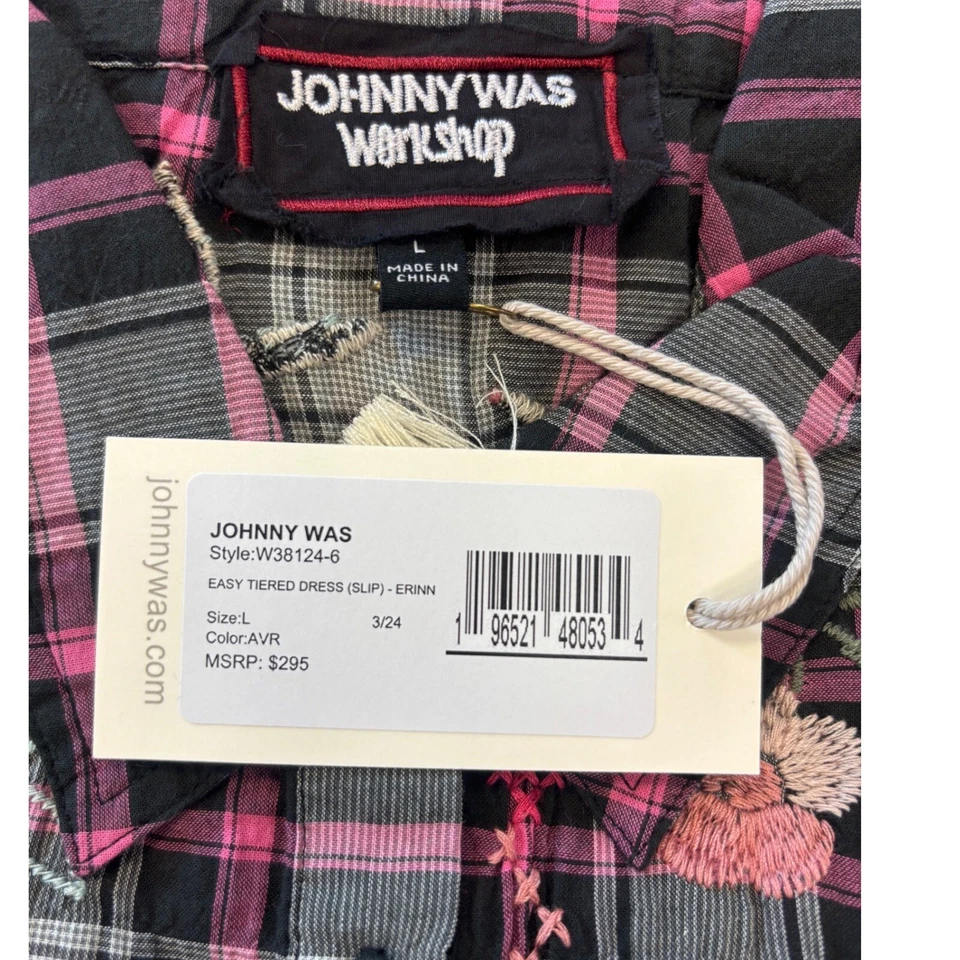 JOHNNY WAS
workshop
L
MADE IN
CHINA
johnnywas.com
JOHNNY WAS
Style:W38124-6
EASY TIERED DRESS (SLIP) - ERINN
Size:L 3/24
Color:AVR
MSRP: $295
1 96521 48053 4